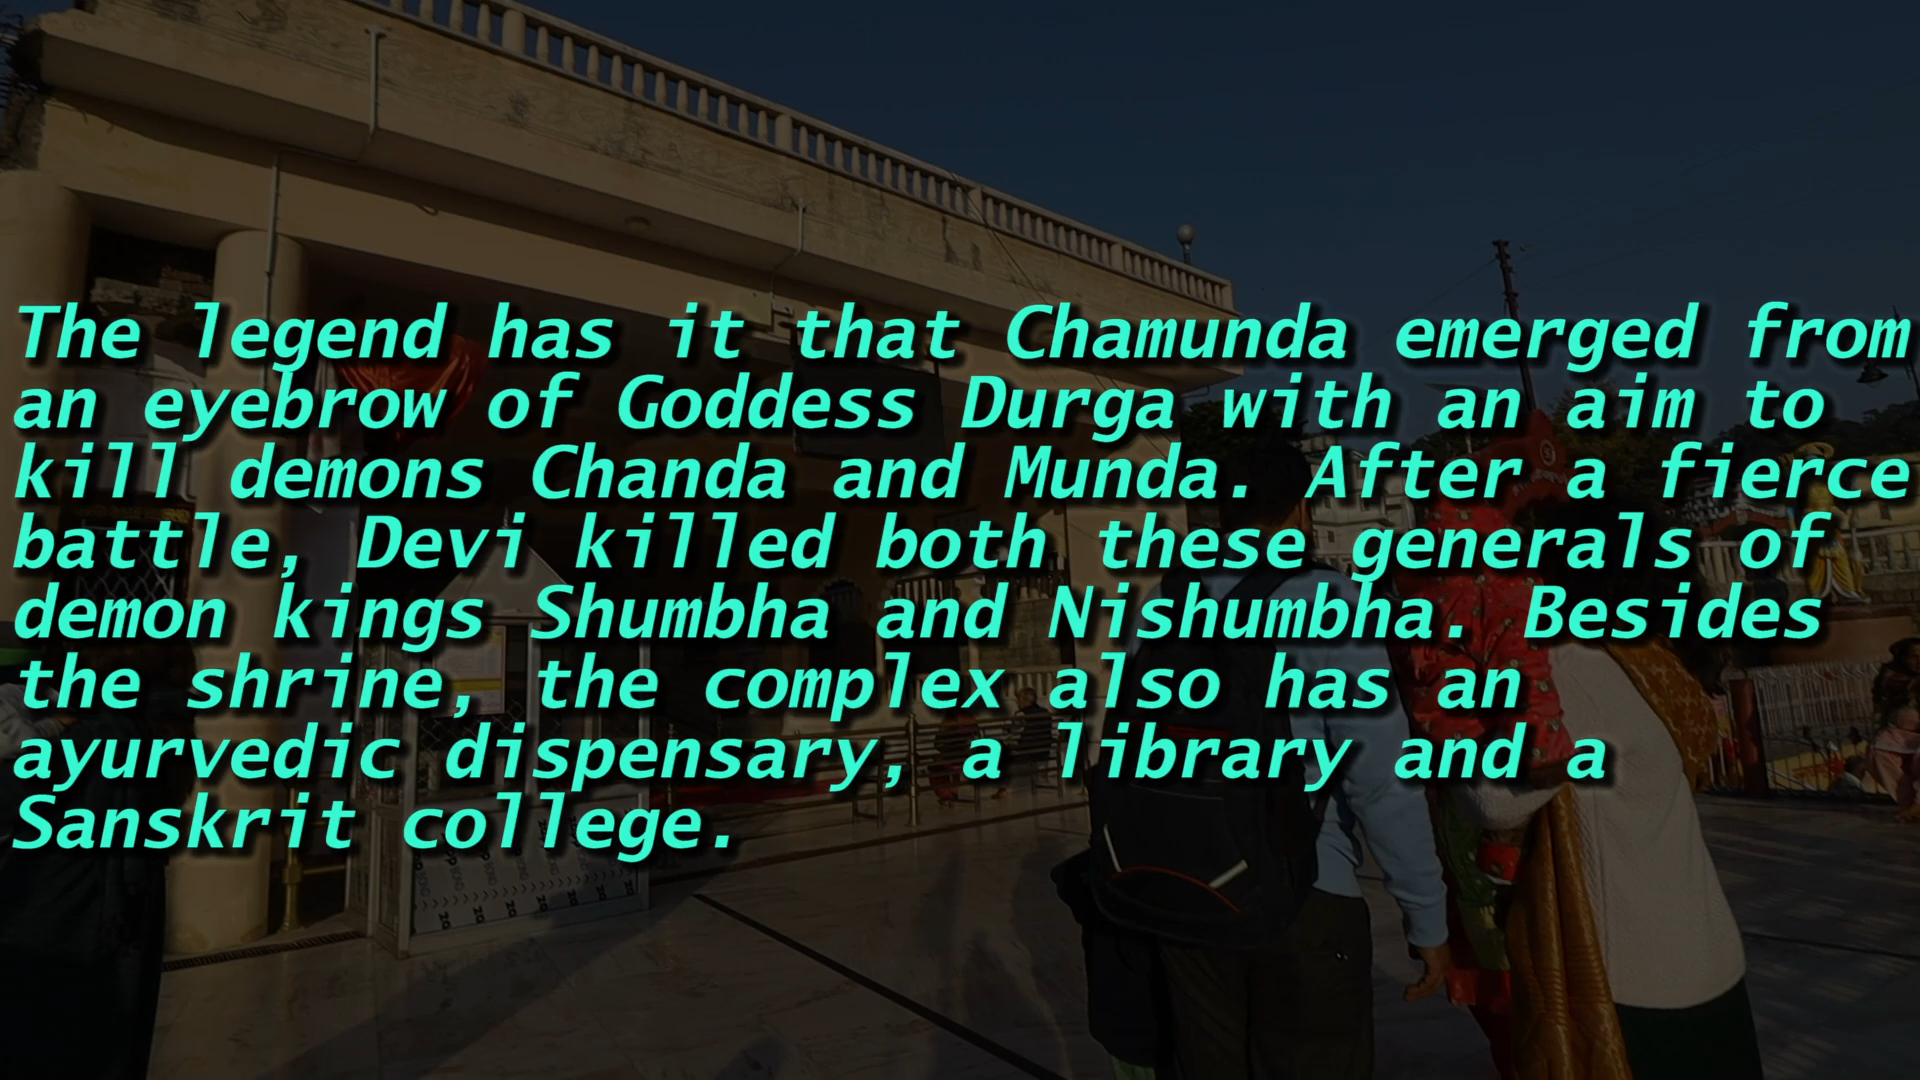 The legend has it that Chamunda emerged from
an eyebrow of Goddess Durga with an aim to
kill demons Chanda and Munda. After a fierce
battle, Devi killed both these generals of
demon kings Shumbha and Nishumbha. Besides
the shrine, the complex also has an
ayurvedic dispensary, a library and a
Sanskrit college.